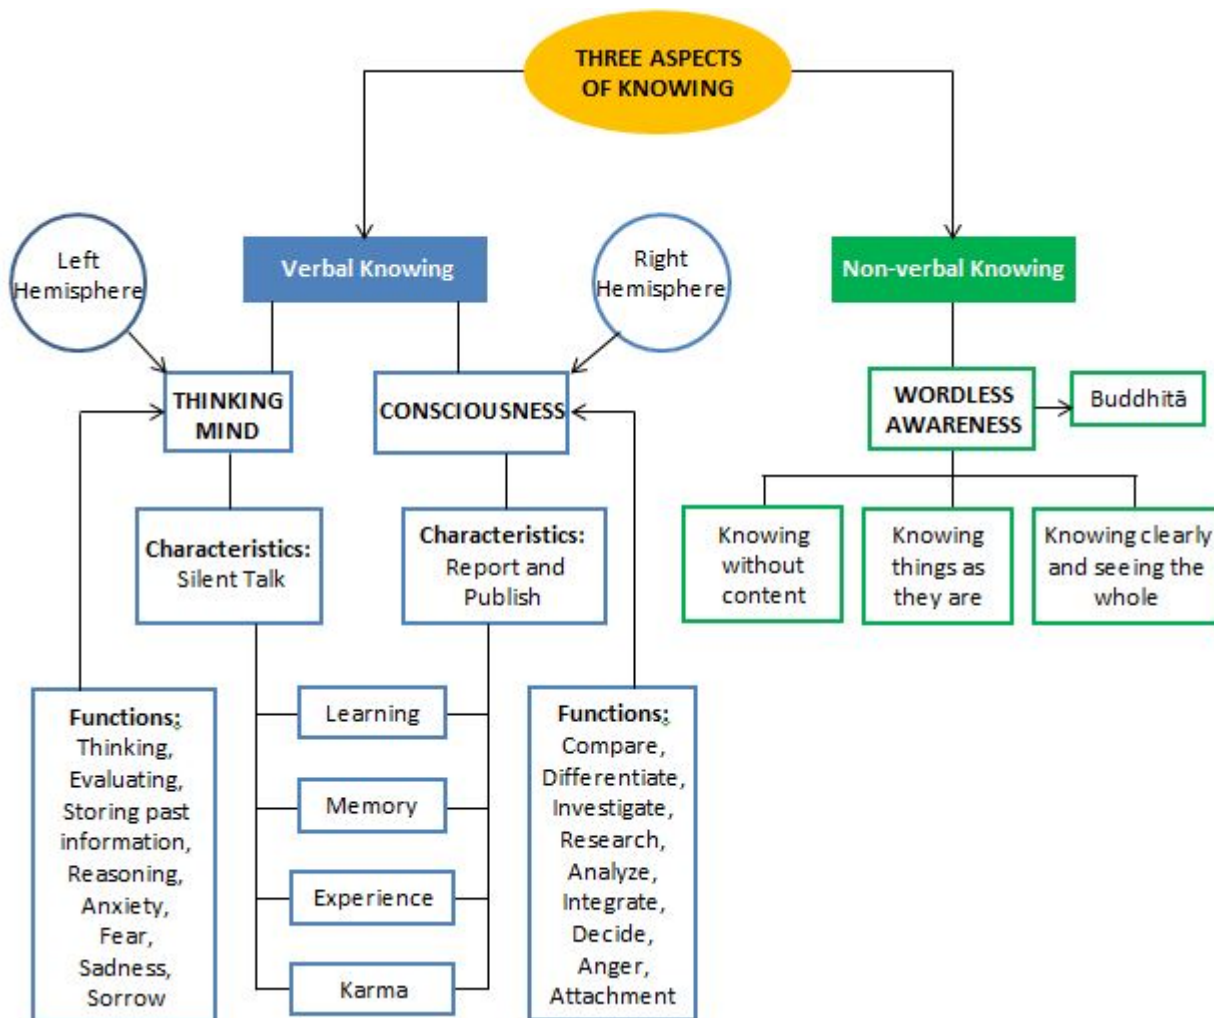 THREE ASPECTS
OF KNOWING
Left
Hemisphere
Verbal Knowing
Right
Hemisphere
Non-verbal Knowing
THINKING
MIND
CONSCIOUSNESS
WORDLESS
AWARENESS
Buddhitā
Characteristics:
Silent Talk
Characteristics:
Report and
Publish
Knowing
without
content
Knowing
things as
they are
Knowing clearly
and seeing the
whole
Functions:
Thinking,
Evaluating,
Storing past
information,
Reasoning,
Anxiety,
Fear,
Sadness,
Sorrow
Learning
Memory
Experience
Karma
Functions:
Compare,
Differentiate,
Investigate,
Research,
Analyze,
Integrate,
Decide,
Anger,
Attachment